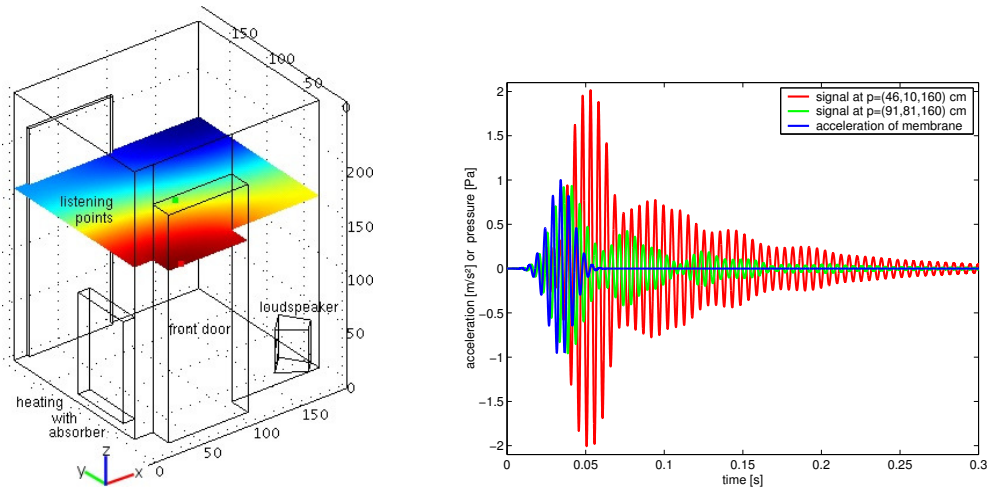 150
100
50
0
200
150
100
50
0
listening
points
loudspeaker
front door
heating
with
absorber
z
y
x
0
50
100
150
signal at p=(46,10,160) cm
signal at p=(91,81,160) cm
acceleration of membrane
acceleration [m/s²] or pressure [Pa]
2
1.5
1
0.5
0
−0.5
−1
−1.5
−2
0
0.05
0.1
0.15
0.2
0.25
0.3
time [s]